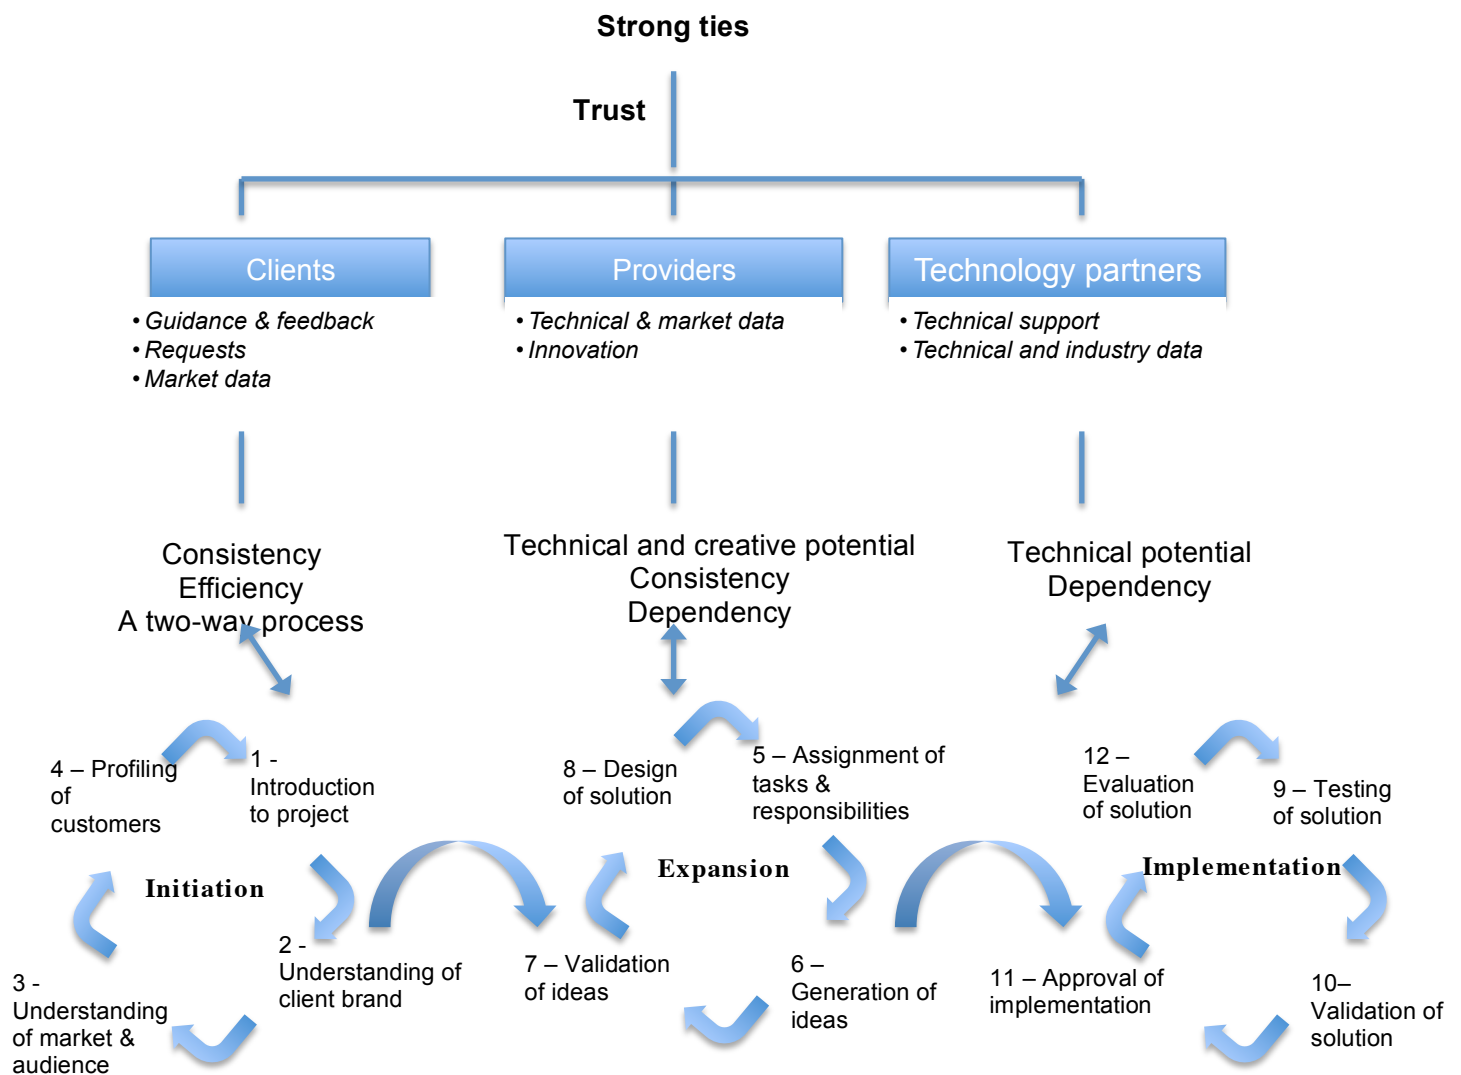 Strong ties
Trust
Clients
Providers
Technology partners
• Guidance & feedback
• Requests
• Market data
• Technical & market data
• Innovation
• Technical support
• Technical and industry data
Consistency
Efficiency
A two-way process
Technical and creative potential
Consistency
Dependency
Technical potential
Dependency
4 – Profiling
of
customers
1 -
Introduction
to project
8 – Design
of solution
5 – Assignment of
tasks &
responsibilities
12 –
Evaluation
of solution
9 – Testing
of solution
Initiation
Expansion
Implementation
3 -
Understanding
of market &
audience
2 -
Understanding of
client brand
7 – Validation
of ideas
6 –
Generation of
ideas
11 – Approval of
implementation
10–
Validation of
solution